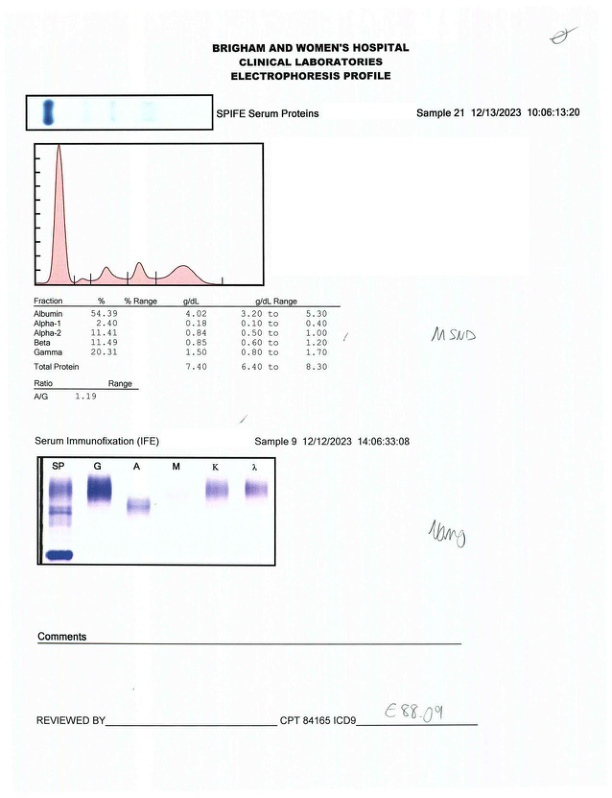 BRIGHAM AND WOMEN'S HOSPITAL
CLINICAL LABORATORIES
ELECTROPHORESIS PROFILE
SPIFE Serum Proteins Sample 21 12/13/2023 10:06:13:20
Fraction % % Range g/dL g/dL Range
Albumin 54.39 4.02 3.20 to 5.30
Alpha-1 2.40 0.18 0.10 to 0.40
Alpha-2 11.41 0.84 0.50 to 1.00
Beta 11.49 0.85 0.60 to 1.20
Gamma 20.31 1.50 0.80 to 1.70
MSND
Total Protein 7.40 6.40 to 8.30
Ratio Range
A/G 1.19
Serum Immunofixation (IFE) Sample 9 12/12/2023 14:06:33:08
SP G A M K λ
Comments
REVIEWED BY CPT 84165 ICD9 E88.09